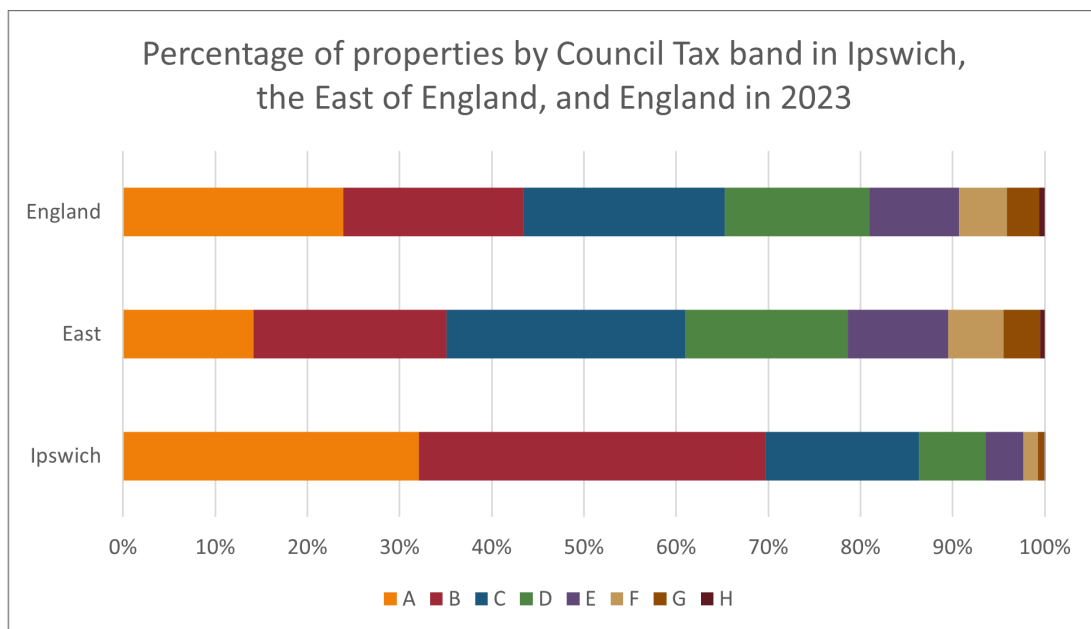 Percentage of properties by Council Tax band in Ipswich,
the East of England, and England in 2023
England
East
Ipswich
0% 10% 20% 30% 40% 50% 60% 70% 80% 90% 100%
A B C D E F G H